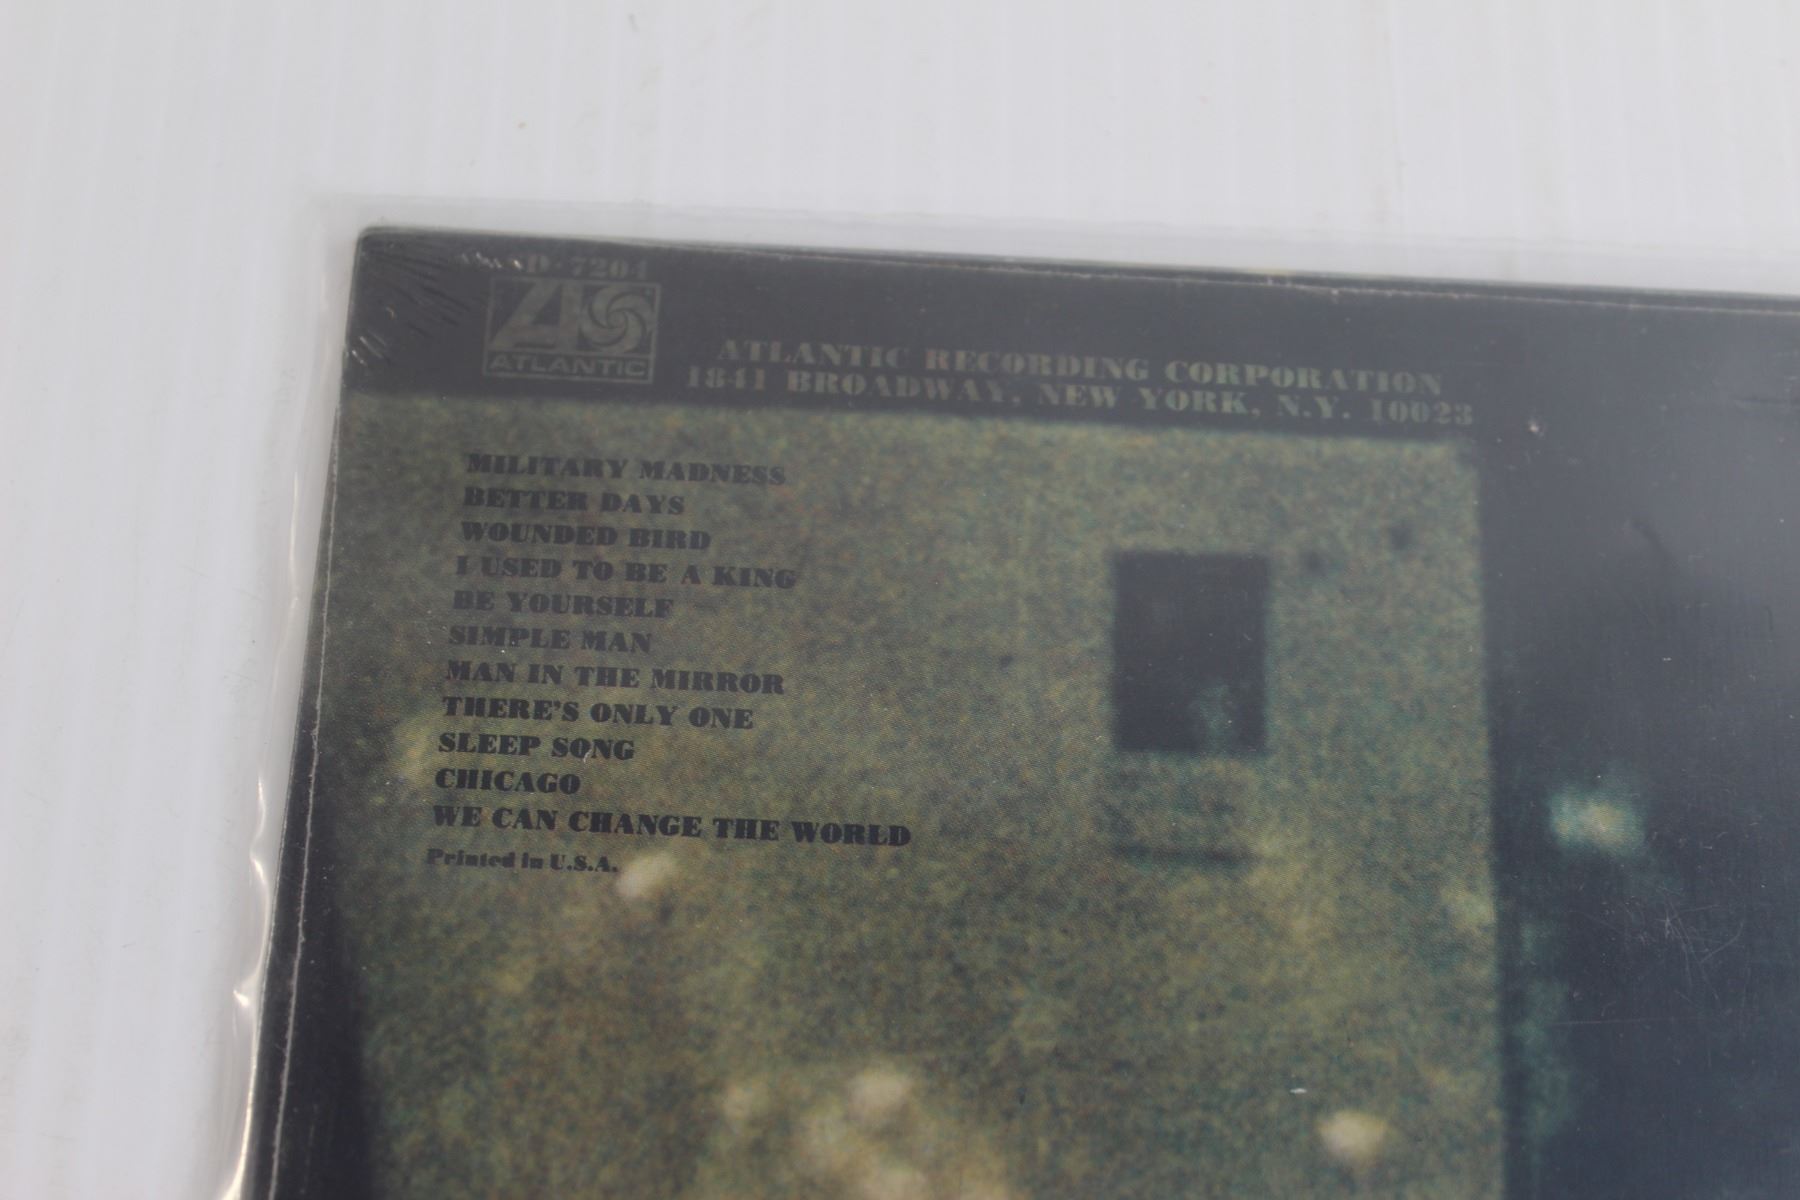 D-7204
ATLANTIC
ATLANTIC RECORDING CORPORATION
1841 BROADWAY, NEW YORK, N.Y. 10023
MILITARY MADNESS
BETTER DAYS
WOUNDED BIRD
I USED TO BE A KING
BE YOURSELF
SIMPLE MAN
MAN IN THE MIRROR
THERE'S ONLY ONE
SLEEP SONG
CHICAGO
WE CAN CHANGE THE WORLD
Printed in U.S.A.